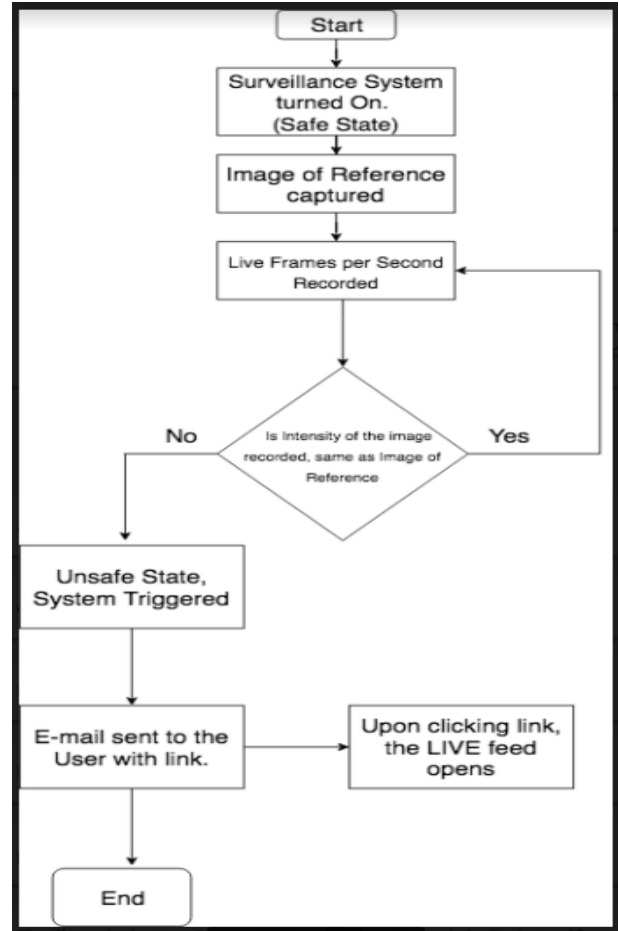 Start
Surveillance System
turned On.
(Safe State)
Image of Reference
captured
Live Frames per Second
Recorded
No
Is Intensity of the image
recorded, same as Image of
Reference
Yes
Unsafe State,
System Triggered
E-mail sent to the
User with link.
Upon clicking link,
the LIVE feed
opens
End